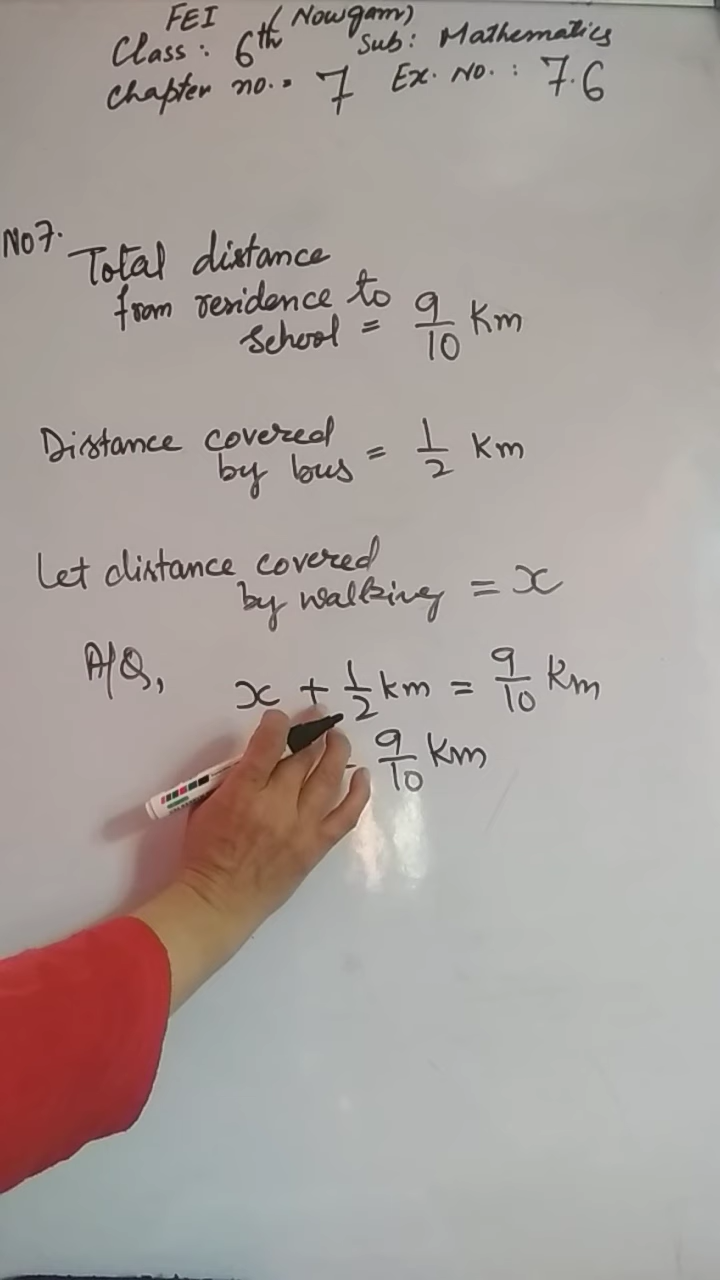 FEI (Nowgam)
Class: 6th Sub: Mathematics
Chapter no.: 7 Ex. No.: 7.6
No 7. Total distance
from residence to
school = 9/10 Km
Distance covered
by bus = 1/2 Km
Let distance covered
by walking = x
A/Q, x + 1/2 km = 9/10 Km
9/10 Km